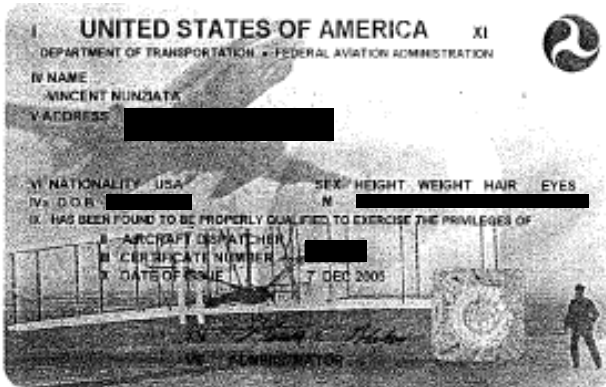 I UNITED STATES OF AMERICA XI
DEPARTMENT OF TRANSPORTATION • FEDERAL AVIATION ADMINISTRATION
IV NAME
VINCENT NUNZIATA
V ADDRESS
VI NATIONALITY USA SEX HEIGHT WEIGHT HAIR EYES
IVa D.O.B. M
IX HAS BEEN FOUND TO BE PROPERLY QUALIFIED TO EXERCISE THE PRIVILEGES OF
II AIRCRAFT DISPATCHER
III CERTIFICATE NUMBER
X DATE OF ISSUE 7 DEC 2005
ADMINISTRATOR